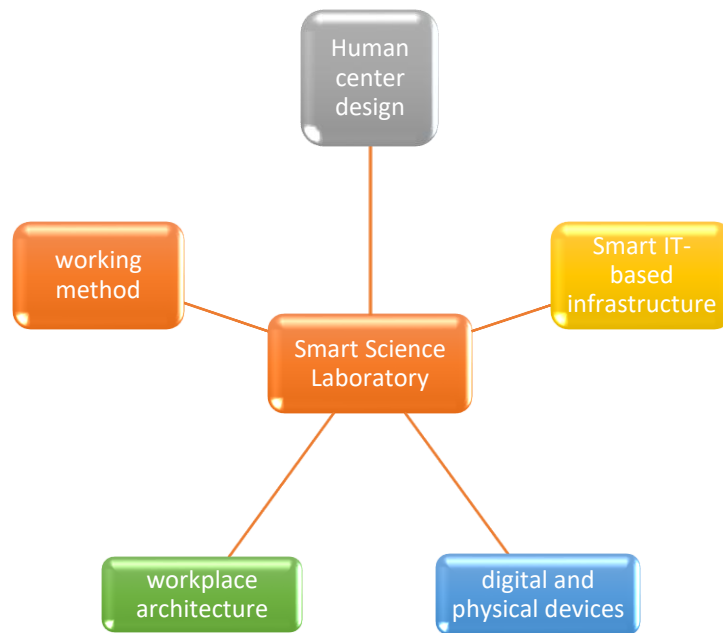 Human
center
design
working
method
Smart IT-
based
infrastructure
Smart Science
Laboratory
workplace
architecture
digital and
physical devices